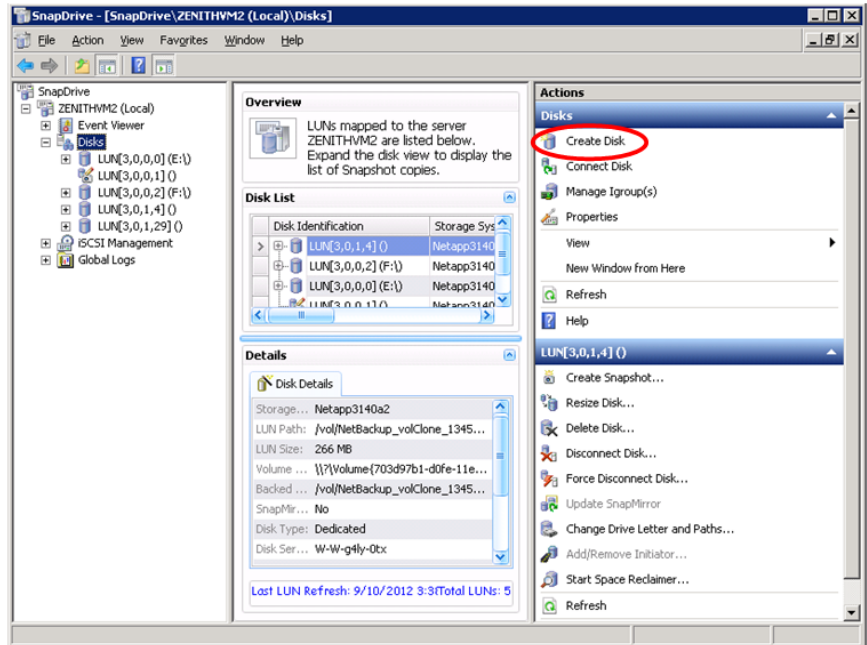 SnapDrive - [SnapDrive\ZENITHVM2 (Local)\Disks]
File Action View Favorites Window Help
SnapDrive
ZENITHVM2 (Local)
Event Viewer
Disks
LUN[3,0,0,0] (E:\)
LUN[3,0,0,1] ()
LUN[3,0,0,2] (F:\)
LUN[3,0,1,4] ()
LUN[3,0,1,29] ()
iSCSI Management
Global Logs
Overview
LUNs mapped to the server
ZENITHVM2 are listed below.
Expand the disk view to display the
list of Snapshot copies.
Disk List
Disk Identification Storage Sys
LUN[3,0,1,4] () Netapp3140
LUN[3,0,0,2] (F:\) Netapp3140
LUN[3,0,0,0] (E:\) Netapp3140
LUN[3,0,0,1] () Netapp3140
Details
Disk Details
Storage... Netapp3140a2
LUN Path: /vol/NetBackup_volClone_1345...
LUN Size: 266 MB
Volume ... \\?\Volume{703d97b1-d0fe-11e...
Backed ... /vol/NetBackup_volClone_1345...
SnapMir... No
Disk Type: Dedicated
Disk Ser... W-W-g4ly-0tx
Last LUN Refresh: 9/10/2012 3:3 Total LUNs: 5
Actions
Disks
Create Disk
Connect Disk
Manage Igroup(s)
Properties
View
New Window from Here
Refresh
Help
LUN[3,0,1,4] ()
Create Snapshot...
Resize Disk...
Delete Disk...
Disconnect Disk...
Force Disconnect Disk...
Update SnapMirror
Change Drive Letter and Paths...
Add/Remove Initiator...
Start Space Reclaimer...
Refresh